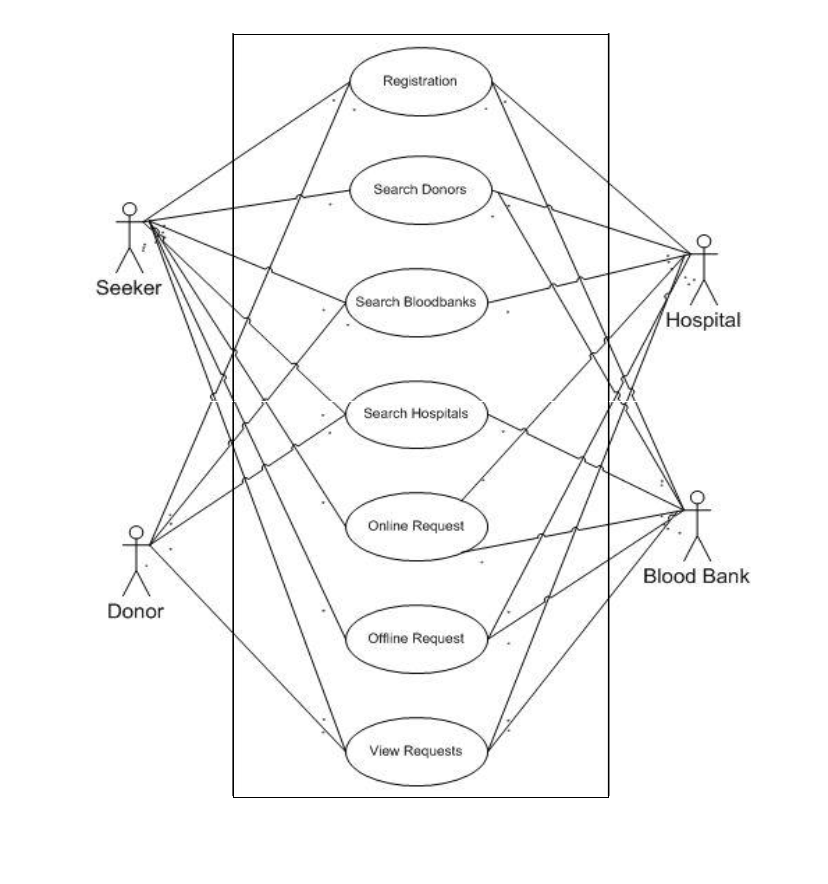 Registration
Search Donors
Seeker
Search Bloodbanks
Hospital
Search Hospitals
Online Request
Blood Bank
Donor
Offline Request
View Requests